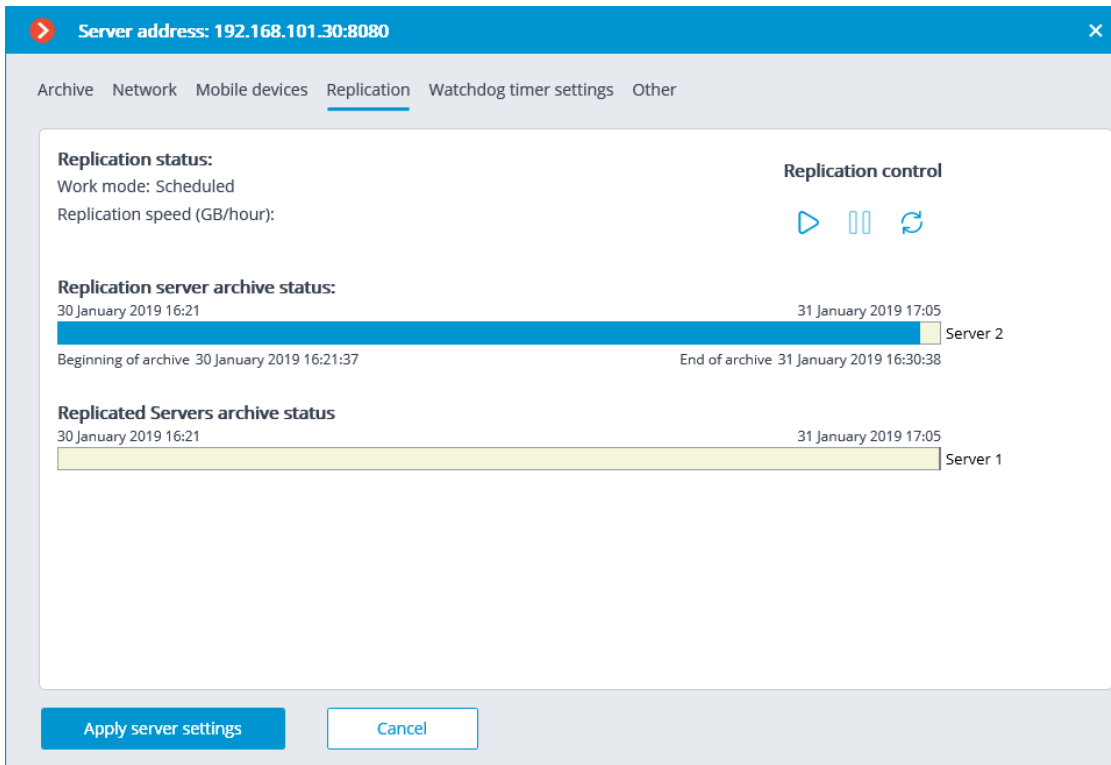 Server address: 192.168.101.30:8080
Archive Network Mobile devices Replication Watchdog timer settings Other
Replication status:
Work mode: Scheduled
Replication speed (GB/hour):
Replication control
Replication server archive status:
30 January 2019 16:21 31 January 2019 17:05
Server 2
Beginning of archive 30 January 2019 16:21:37 End of archive 31 January 2019 16:30:38
Replicated Servers archive status
30 January 2019 16:21 31 January 2019 17:05
Server 1
Apply server settings Cancel